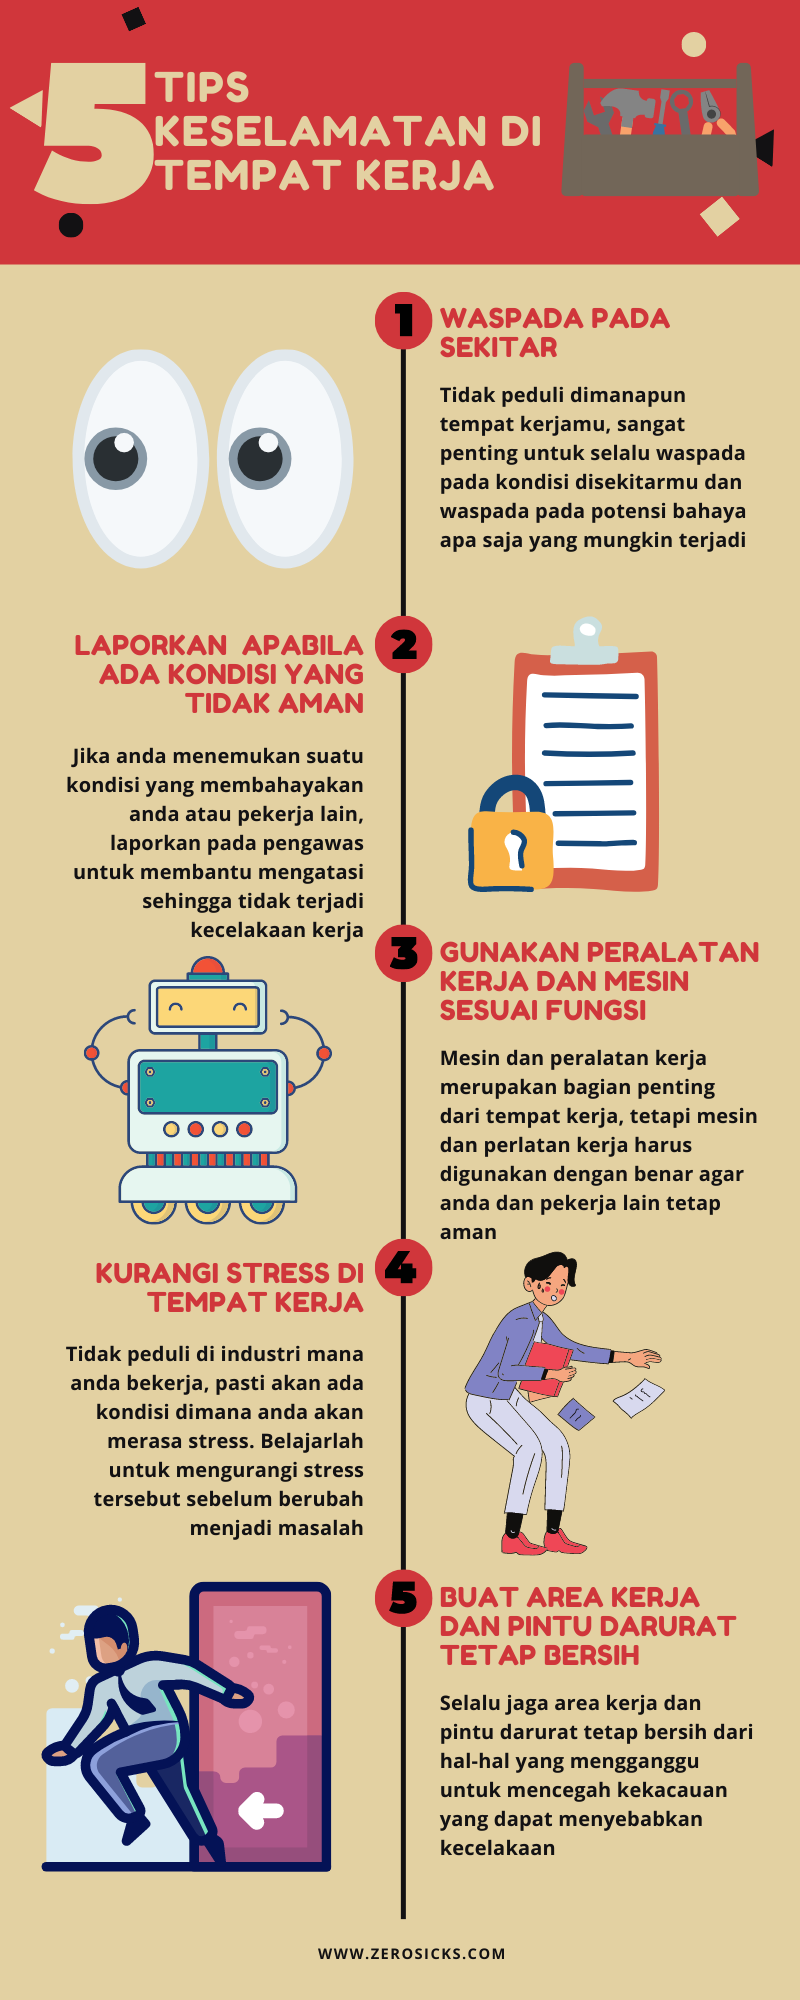 5
TIPS
KESELAMATAN DI
TEMPAT KERJA
1
WASPADA PADA
SEKITAR
Tidak peduli dimanapun
tempat kerjamu, sangat
penting untuk selalu waspada
pada kondisi disekitarmu dan
waspada pada potensi bahaya
apa saja yang mungkin terjadi
2
LAPORKAN APABILA
ADA KONDISI YANG
TIDAK AMAN
Jika anda menemukan suatu
kondisi yang membahayakan
anda atau pekerja lain,
laporkan pada pengawas
untuk membantu mengatasi
sehingga tidak terjadi
kecelakaan kerja
3
GUNAKAN PERALATAN
KERJA DAN MESIN
SESUAI FUNGSI
Mesin dan peralatan kerja
merupakan bagian penting
dari tempat kerja, tetapi mesin
dan perlatan kerja harus
digunakan dengan benar agar
anda dan pekerja lain tetap
aman
4
KURANGI STRESS DI
TEMPAT KERJA
Tidak peduli di industri mana
anda bekerja, pasti akan ada
kondisi dimana anda akan
merasa stress. Belajarlah
untuk mengurangi stress
tersebut sebelum berubah
menjadi masalah
5
BUAT AREA KERJA
DAN PINTU DARURAT
TETAP BERSIH
Selalu jaga area kerja dan
pintu darurat tetap bersih dari
hal-hal yang mengganggu
untuk mencegah kekacauan
yang dapat menyebabkan
kecelakaan
WWW.ZEROSICKS.COM